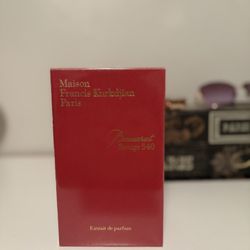 Maison
Francis Kurkdjian
Paris
Baccarat
Rouge 540
Extrait de parfum